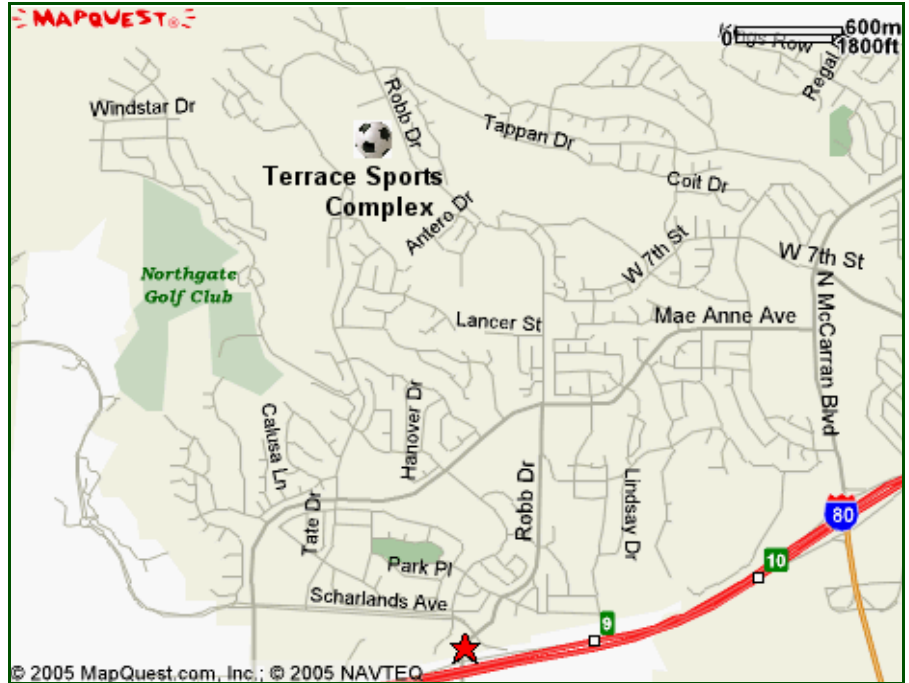 MAPQUEST®
600m
0
1800ft
Kings Row
Regal
Windstar Dr
Robb Dr
Tappan Dr
Terrace Sports
Complex
Coit Dr
Antero Dr
W 7th St
W 7th St
Northgate
Golf Club
N McCarran Blvd
Lancer St
Mae Anne Ave
Hanover Dr
Calusa Ln
Robb Dr
Lindsay Dr
Tate Dr
80
Park Pl
10
Scharlands Ave
9
© 2005 MapQuest.com, Inc.; © 2005 NAVTEQ